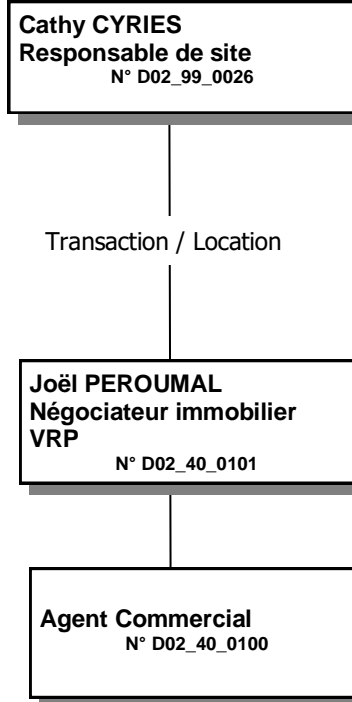 Cathy CYRIES
Responsable de site
N° D02_99_0026
Transaction / Location
Joël PEROUMAL
Négociateur immobilier
VRP
N° D02_40_0101
Agent Commercial
N° D02_40_0100